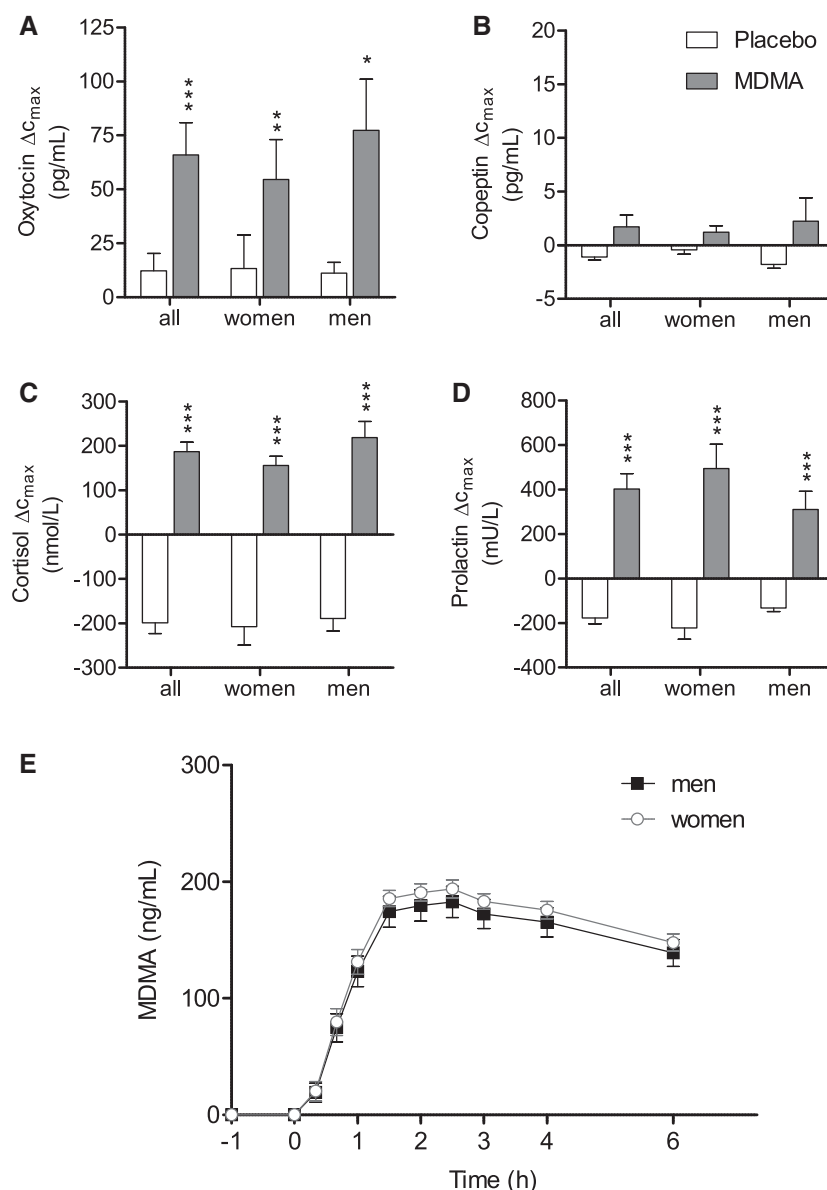 A
Oxytocin Δcmax
(pg/mL)
125
100
75
50
25
0
***
**
*
all women men
B
Copeptin Δcmax
(pg/mL)
20
15
10
5
0
-5
Placebo
MDMA
all women men
C
Cortisol Δcmax
(nmol/L)
300
200
100
0
-100
-200
-300
***
***
***
all women men
D
Prolactin Δcmax
(mU/L)
800
600
400
200
0
-200
-400
***
***
***
all women men
E
MDMA (ng/mL)
300
200
100
0
men
women
-1 0 1 2 3 4 6
Time (h)